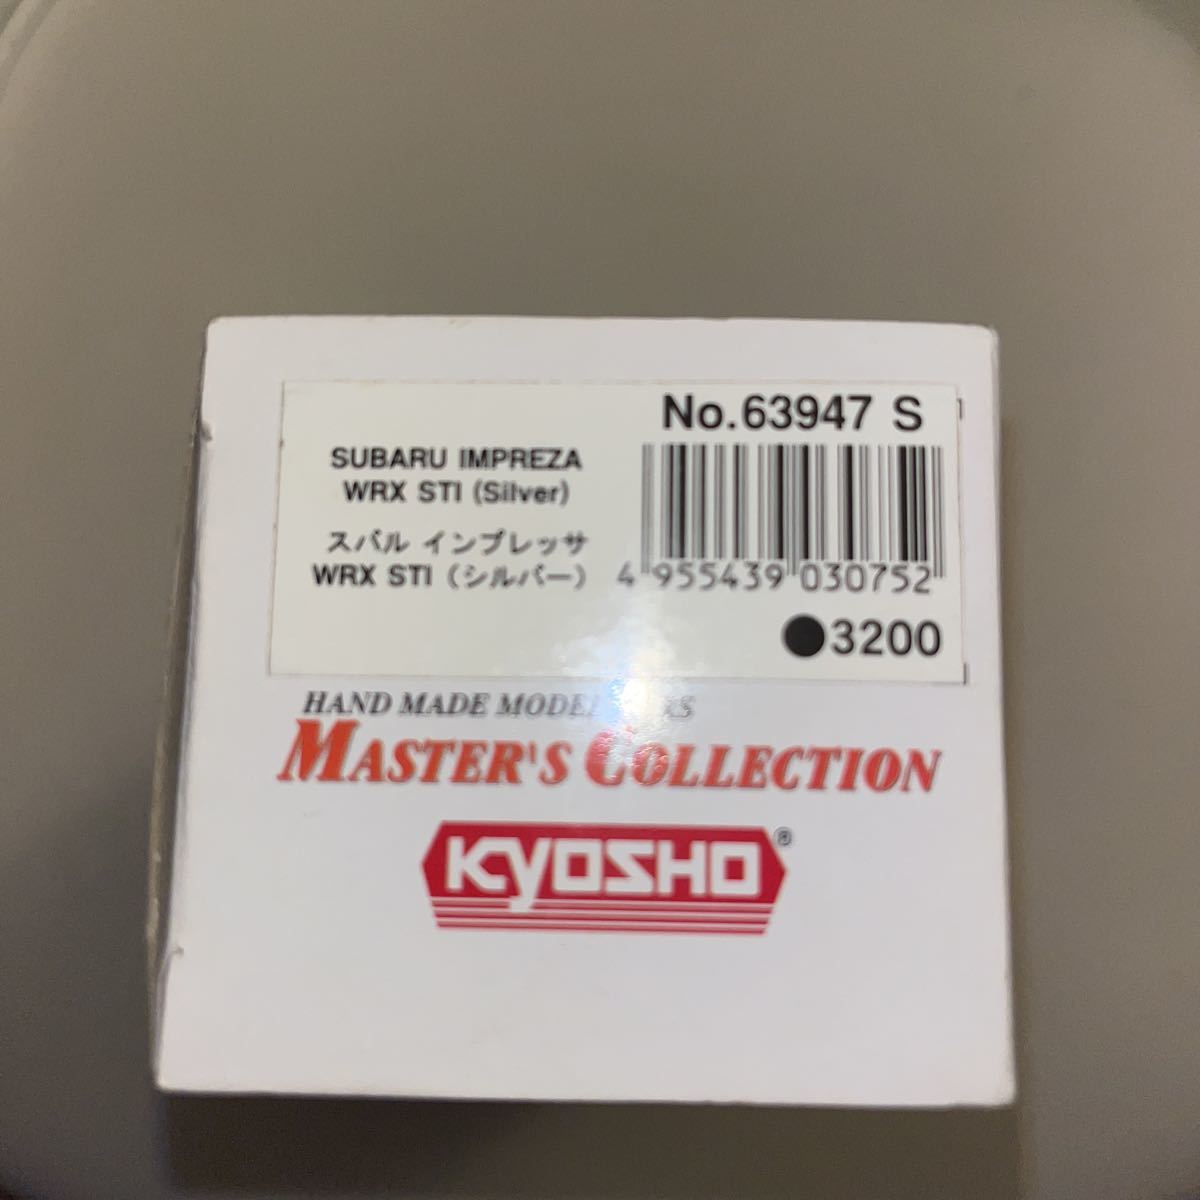 No.63947 S
SUBARU IMPREZA
WRX STI (Silver)
スバル インプレッサ
WRX STI（シルバー）
4 955439 030752
●3200
HAND MADE MODEL
MASTER'S COLLECTION
KYOSHO®